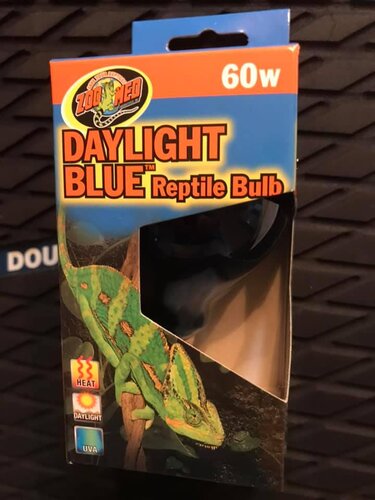 60W
ZOO MED
DAYLIGHT
BLUE™ Reptile Bulb
DOU
HEAT
DAYLIGHT
UVA